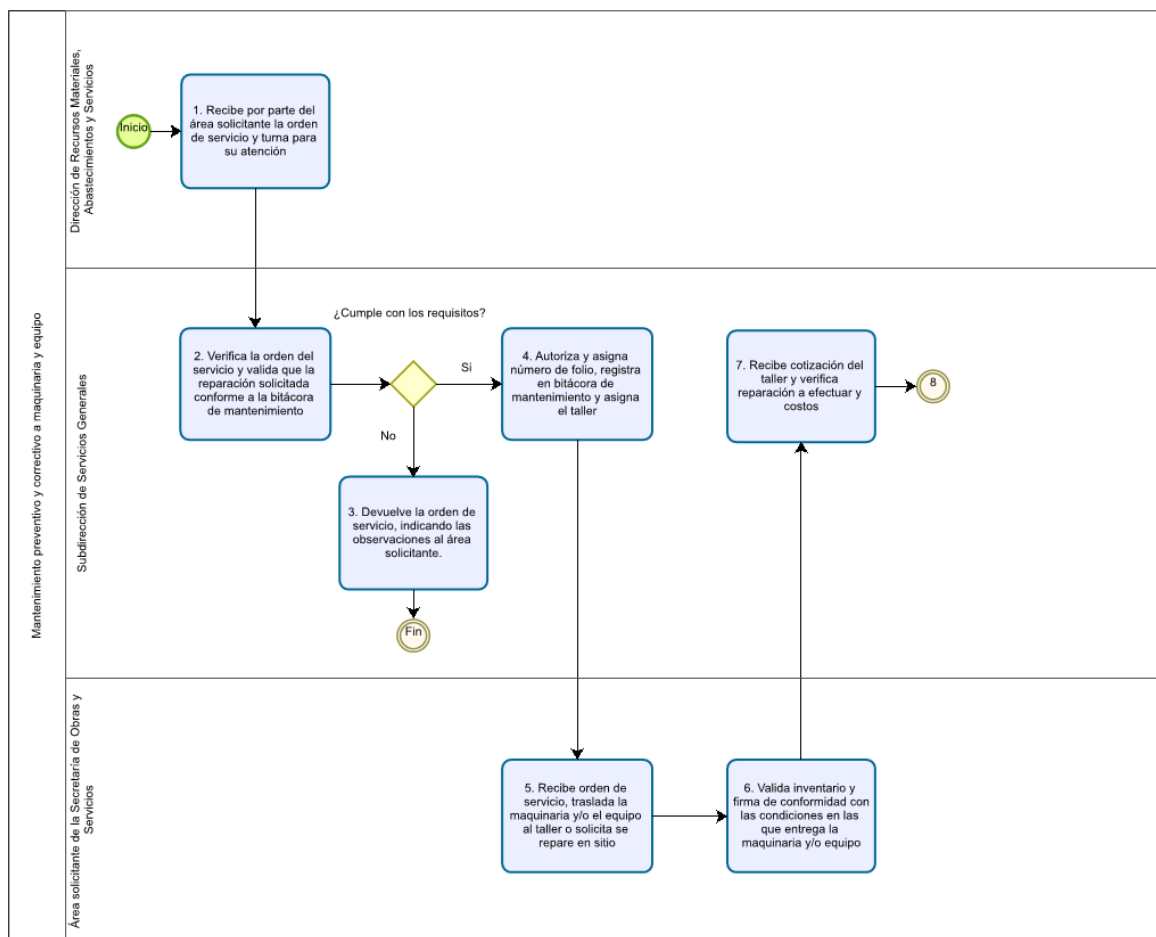 Mantenimiento preventivo y correctivo a maquinaria y equipo
Dirección de Recursos Materiales,
Abastecimientos y Servicios
Inicio
1. Recibe por parte del
área solicitante la orden
de servicio y turna para
su atención
Subdirección de Servicios Generales
2. Verifica la orden del
servicio y valida que la
reparación solicitada
conforme a la bitácora
de mantenimiento
¿Cumple con los requisitos?
Si
No
3. Devuelve la orden de
servicio, indicando las
observaciones al área
solicitante.
Fin
4. Autoriza y asigna
número de folio, registra
en bitácora de
mantenimiento y asigna
el taller
7. Recibe cotización del
taller y verifica
reparación a efectuar y
costos
8
Área solicitante de la Secretaría de Obras y
Servicios
5. Recibe orden de
servicio, traslada la
maquinaria y/o el equipo
al taller o solicita se
repare en sitio
6. Valida inventario y
firma de conformidad con
las condiciones en las
que entrega la
maquinaria y/o equipo